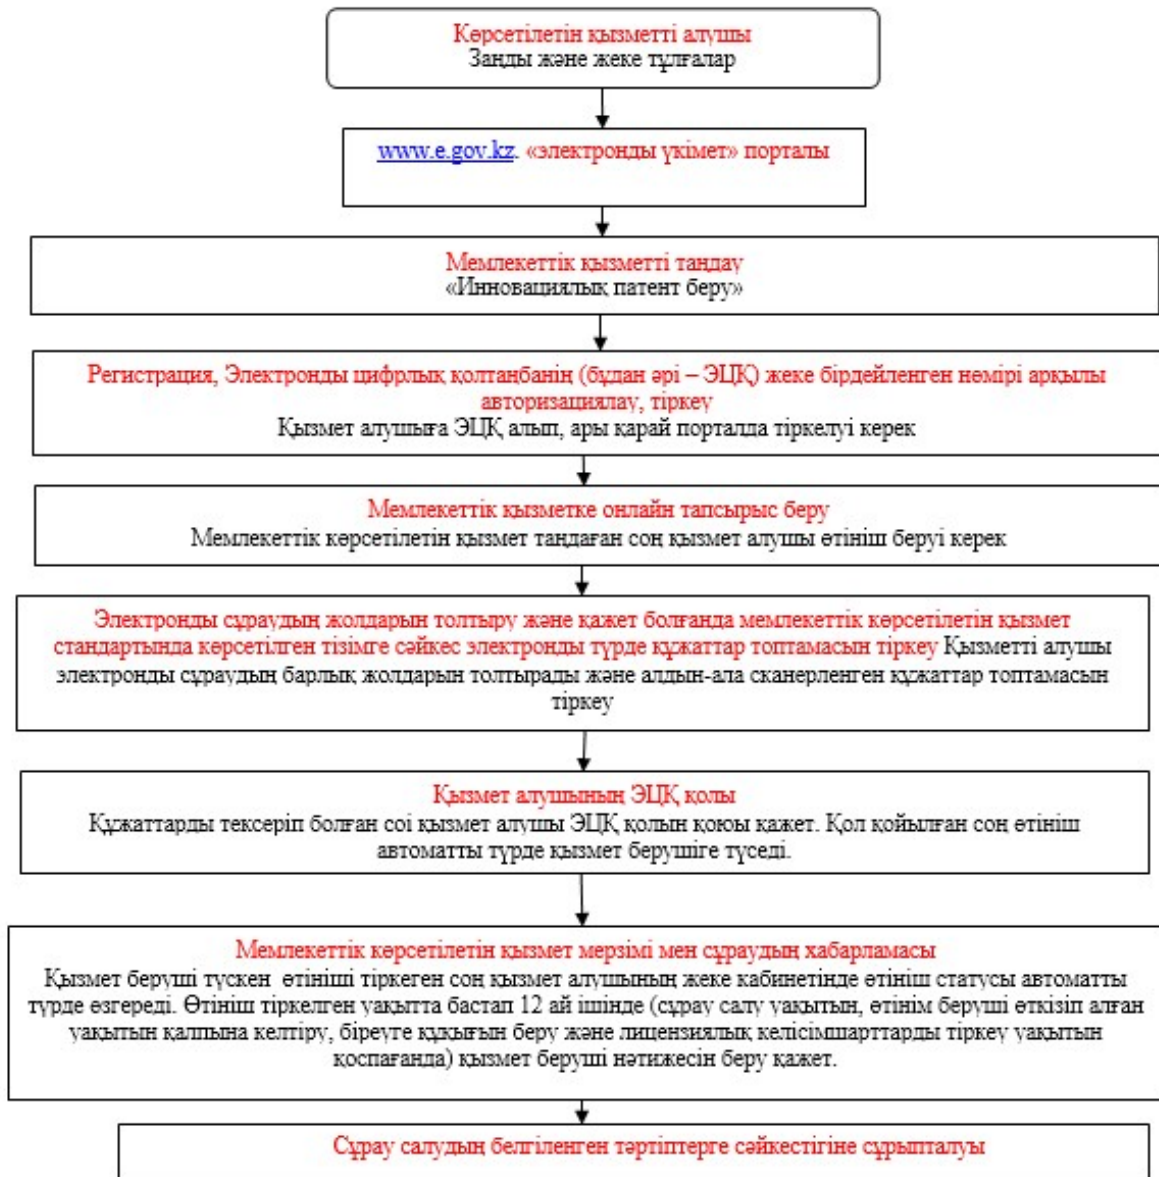 Көрсетілетін қызметті алушы
Заңды және жеке тұлғалар
www.e.gov.kz. «электронды үкімет» порталы
Мемлекеттік қызметті таңдау
«Инновациялық патент беру»
Регистрация, Электронды цифрлық қолтаңбанің (бұдан әрі – ЭЦҚ) жеке бірдейленген нөмірі арқылы
авторизациялау, тіркеу
Қызмет алушыға ЭЦҚ алып, ары қарай порталда тіркелуі керек
Мемлекеттік қызметке онлайн тапсырыс беру
Мемлекеттік көрсетілетін қызмет таңдаған соң қызмет алушы өтініш беруі керек
Электронды сұраудың жолдарын толтыру және қажет болғанда мемлекеттік көрсетілетін қызмет
стандартында көрсетілген тізімге сәйкес электронды түрде құжаттар топтамасын тіркеу Қызметті алушы
электронды сұраудың барлық жолдарын толтырады және алдын-ала сканерленген құжаттар топтамасын
тіркеу
Қызмет алушының ЭЦҚ қолы
Құжаттарды тексеріп болған соі қызмет алушы ЭЦҚ қолын қоюы қажет. Қол қойылған соң өтініш
автоматты түрде қызмет берушіге түседі.
Мемлекеттік көрсетілетін қызмет мерзімі мен сұраудың хабарламасы
Қызмет беруші түскен өтініші тіркеген соң қызмет алушының жеке кабинетінде өтініш статусы автоматты
түрде өзгереді. Өтініш тіркелген уақытта бастап 12 ай ішінде (сұрау салу уақытын, өтінім беруші өткізіп алған
уақытын қалпына келтіру, біреуге құқығын беру және лицензиялық келісімшарттарды тіркеу уақытын
қоспағанда) қызмет беруші нәтижесін беру қажет.
Сұрау салудың белгіленген тәртіптерге сәйкестігіне сұрыпталуы